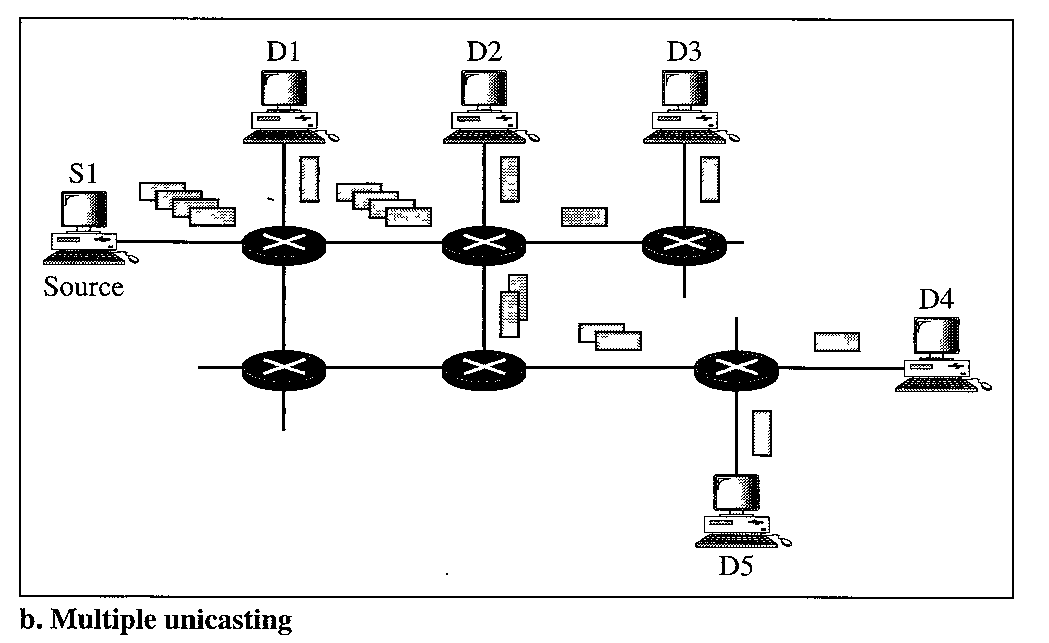 D1
D2
D3
S1
Source
D4
D5
b. Multiple unicasting